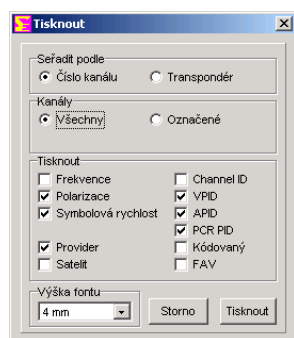 Tisknout
Seřadit podle
Číslo kanálu Transpondér
Kanály
Všechny Označené
Tisknout
Frekvence Channel ID
Polarizace VPID
Symbolová rychlost APID
PCR PID
Provider Kódovaný
Satelit FAV
Výška fontu
4 mm Storno Tisknout